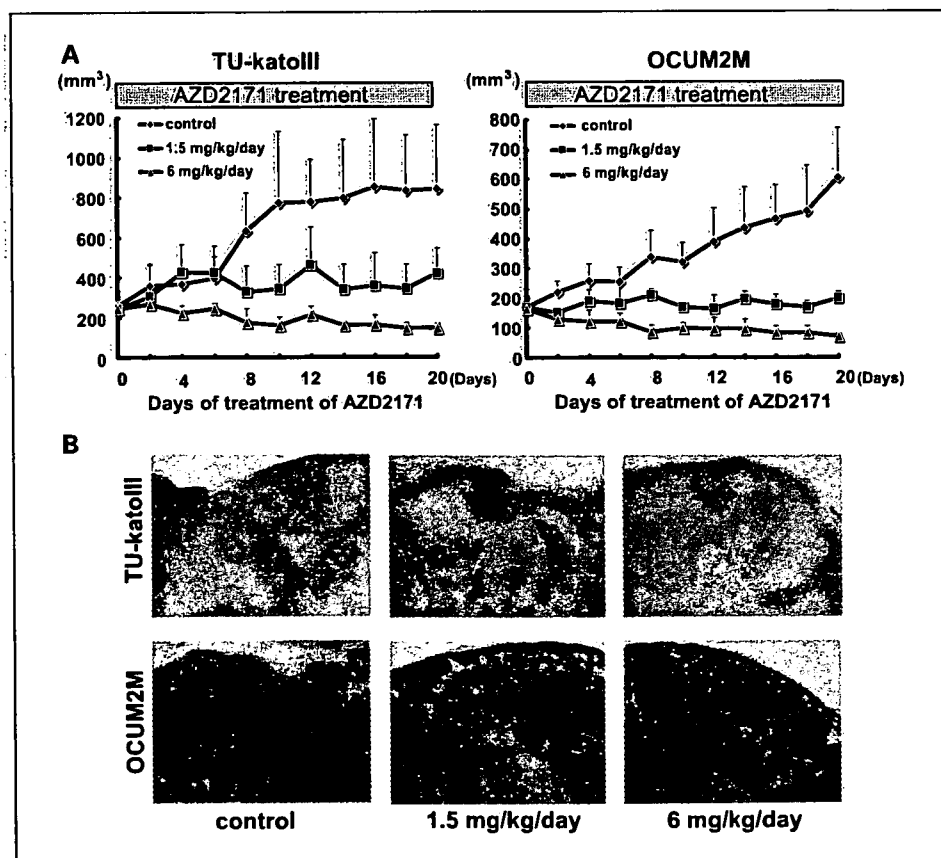 A
TU-katoIII
OCUM2M
(mm³)
(mm³)
AZD2171 treatment
AZD2171 treatment
1200
1000
800
600
400
200
0
control
1.5 mg/kg/day
6 mg/kg/day
0 4 8 12 16 20 (Days)
Days of treatment of AZD2171
800
700
600
500
400
300
200
100
0
control
1.5 mg/kg/day
6 mg/kg/day
0 4 8 12 16 20 (Days)
Days of treatment of AZD2171
B
TU-katoIII
OCUM2M
control
1.5 mg/kg/day
6 mg/kg/day